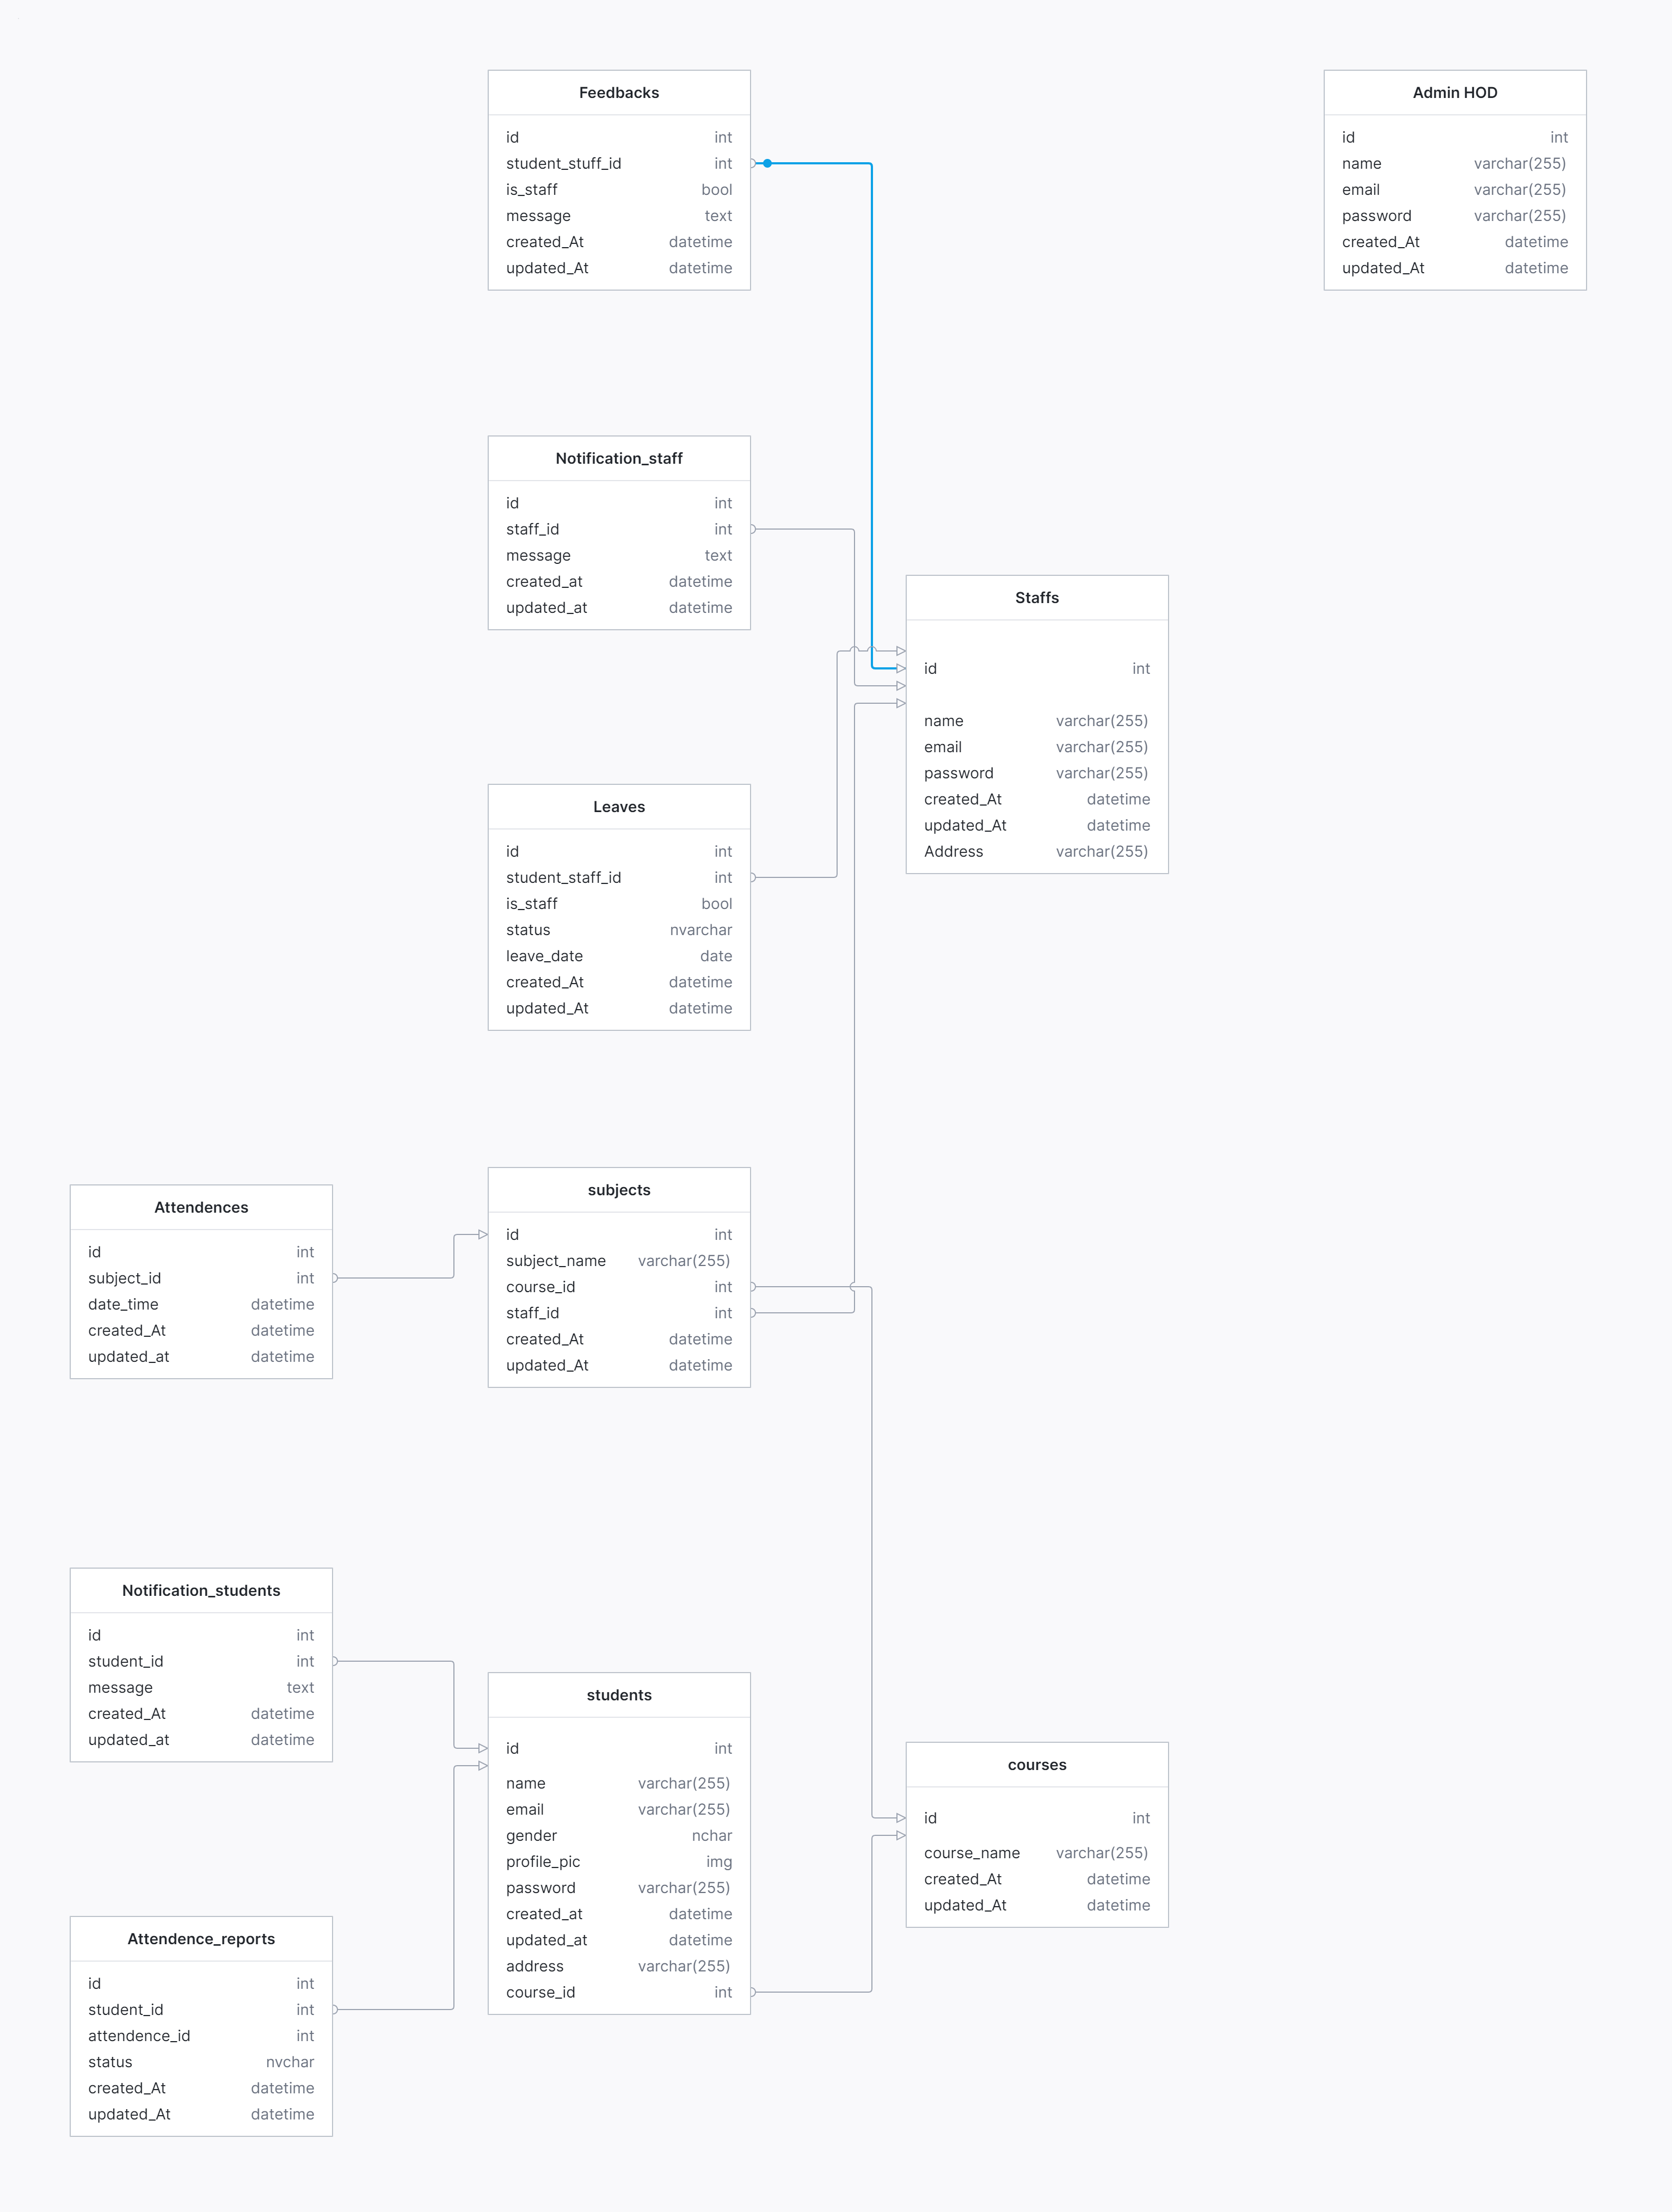 Feedbacks
id int
student_stuff_id int
is_staff bool
message text
created_At datetime
updated_At datetime
Admin HOD
id int
name varchar(255)
email varchar(255)
password varchar(255)
created_At datetime
updated_At datetime
Notification_staff
id int
staff_id int
message text
created_at datetime
updated_at datetime
Staffs
id int
name varchar(255)
email varchar(255)
password varchar(255)
created_At datetime
updated_At datetime
Address varchar(255)
Leaves
id int
student_staff_id int
is_staff bool
status nvarchar
leave_date date
created_At datetime
updated_At datetime
Attendences
id int
subject_id int
date_time datetime
created_At datetime
updated_at datetime
subjects
id int
subject_name varchar(255)
course_id int
staff_id int
created_At datetime
updated_At datetime
Notification_students
id int
student_id int
message text
created_At datetime
updated_at datetime
students
id int
name varchar(255)
email varchar(255)
gender nchar
profile_pic img
password varchar(255)
created_at datetime
updated_at datetime
address varchar(255)
course_id int
courses
id int
course_name varchar(255)
created_At datetime
updated_At datetime
Attendence_reports
id int
student_id int
attendence_id int
status nvchar
created_At datetime
updated_At datetime